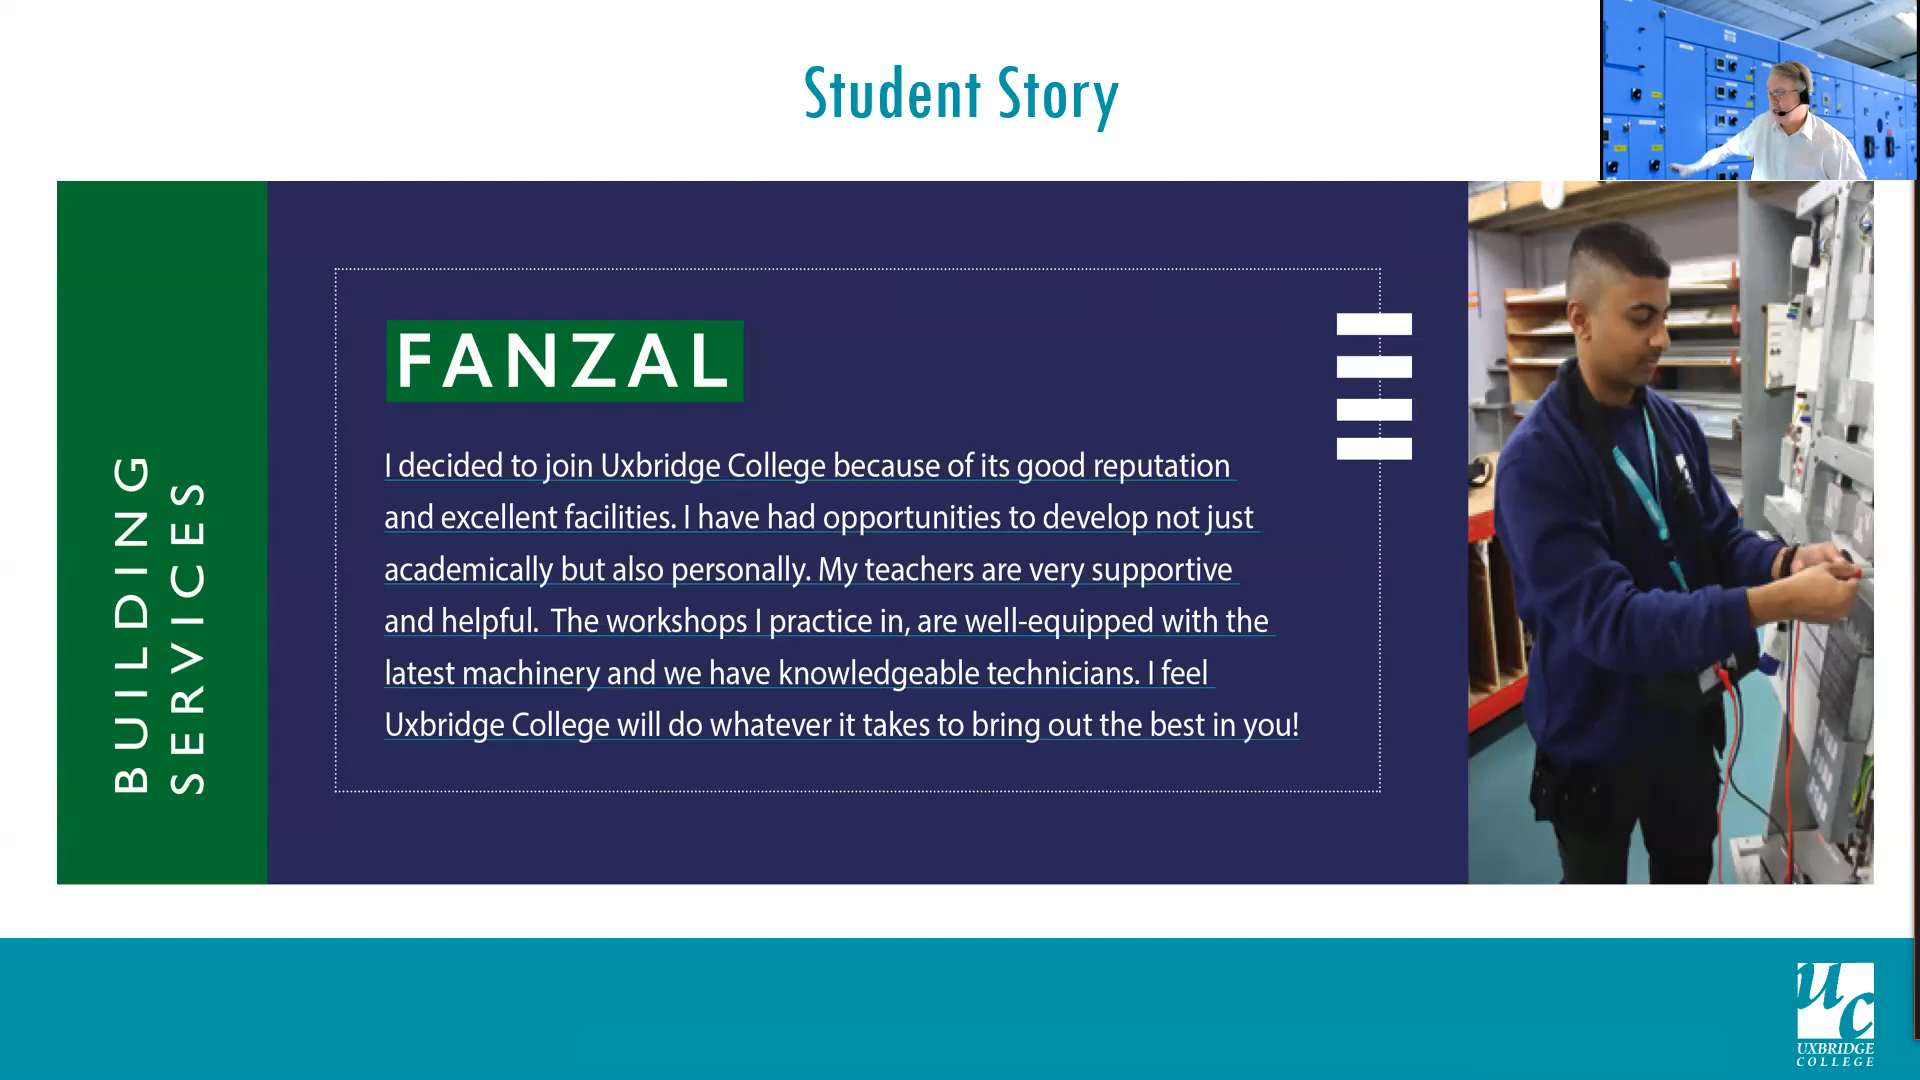 Student Story
BUILDING
SERVICES
FANZAL
I decided to join Uxbridge College because of its good reputation
and excellent facilities. I have had opportunities to develop not just
academically but also personally. My teachers are very supportive
and helpful.  The workshops I practice in, are well-equipped with the
latest machinery and we have knowledgeable technicians. I feel
Uxbridge College will do whatever it takes to bring out the best in you!
uc
UXBRIDGE
COLLEGE